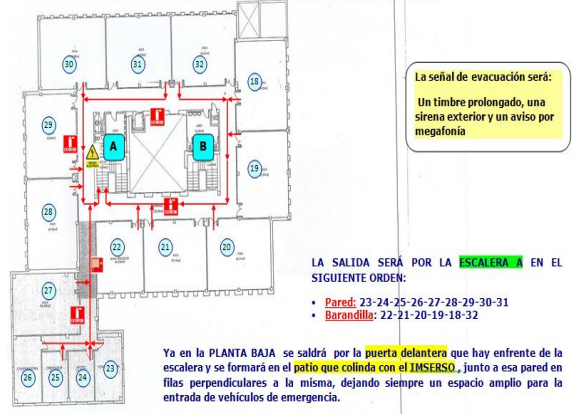 30
31
32
18
La señal de evacuación será:
Un timbre prolongado, una
sirena exterior y un aviso por
megafonía
29
A
B
19
28
22
21
20
27
LA SALIDA SERÁ POR LA ESCALERA A EN EL
SIGUIENTE ORDEN:
• Pared: 23-24-25-26-27-28-29-30-31
• Barandilla: 22-21-20-19-18-32
26
25
24
23
Ya en la PLANTA BAJA se saldrá por la puerta delantera que hay enfrente de la
escalera y se formará en el patio que colinda con el IMSERSO , junto a esa pared en
filas perpendiculares a la misma, dejando siempre un espacio amplio para la
entrada de vehículos de emergencia.